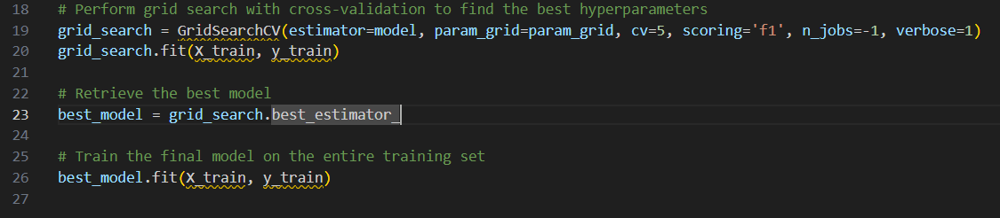 18 # Perform grid search with cross-validation to find the best hyperparameters
19 grid_search = GridSearchCV(estimator=model, param_grid=param_grid, cv=5, scoring='f1', n_jobs=-1, verbose=1)
20 grid_search.fit(X_train, y_train)
21
22 # Retrieve the best model
23 best_model = grid_search.best_estimator_
24
25 # Train the final model on the entire training set
26 best_model.fit(X_train, y_train)
27